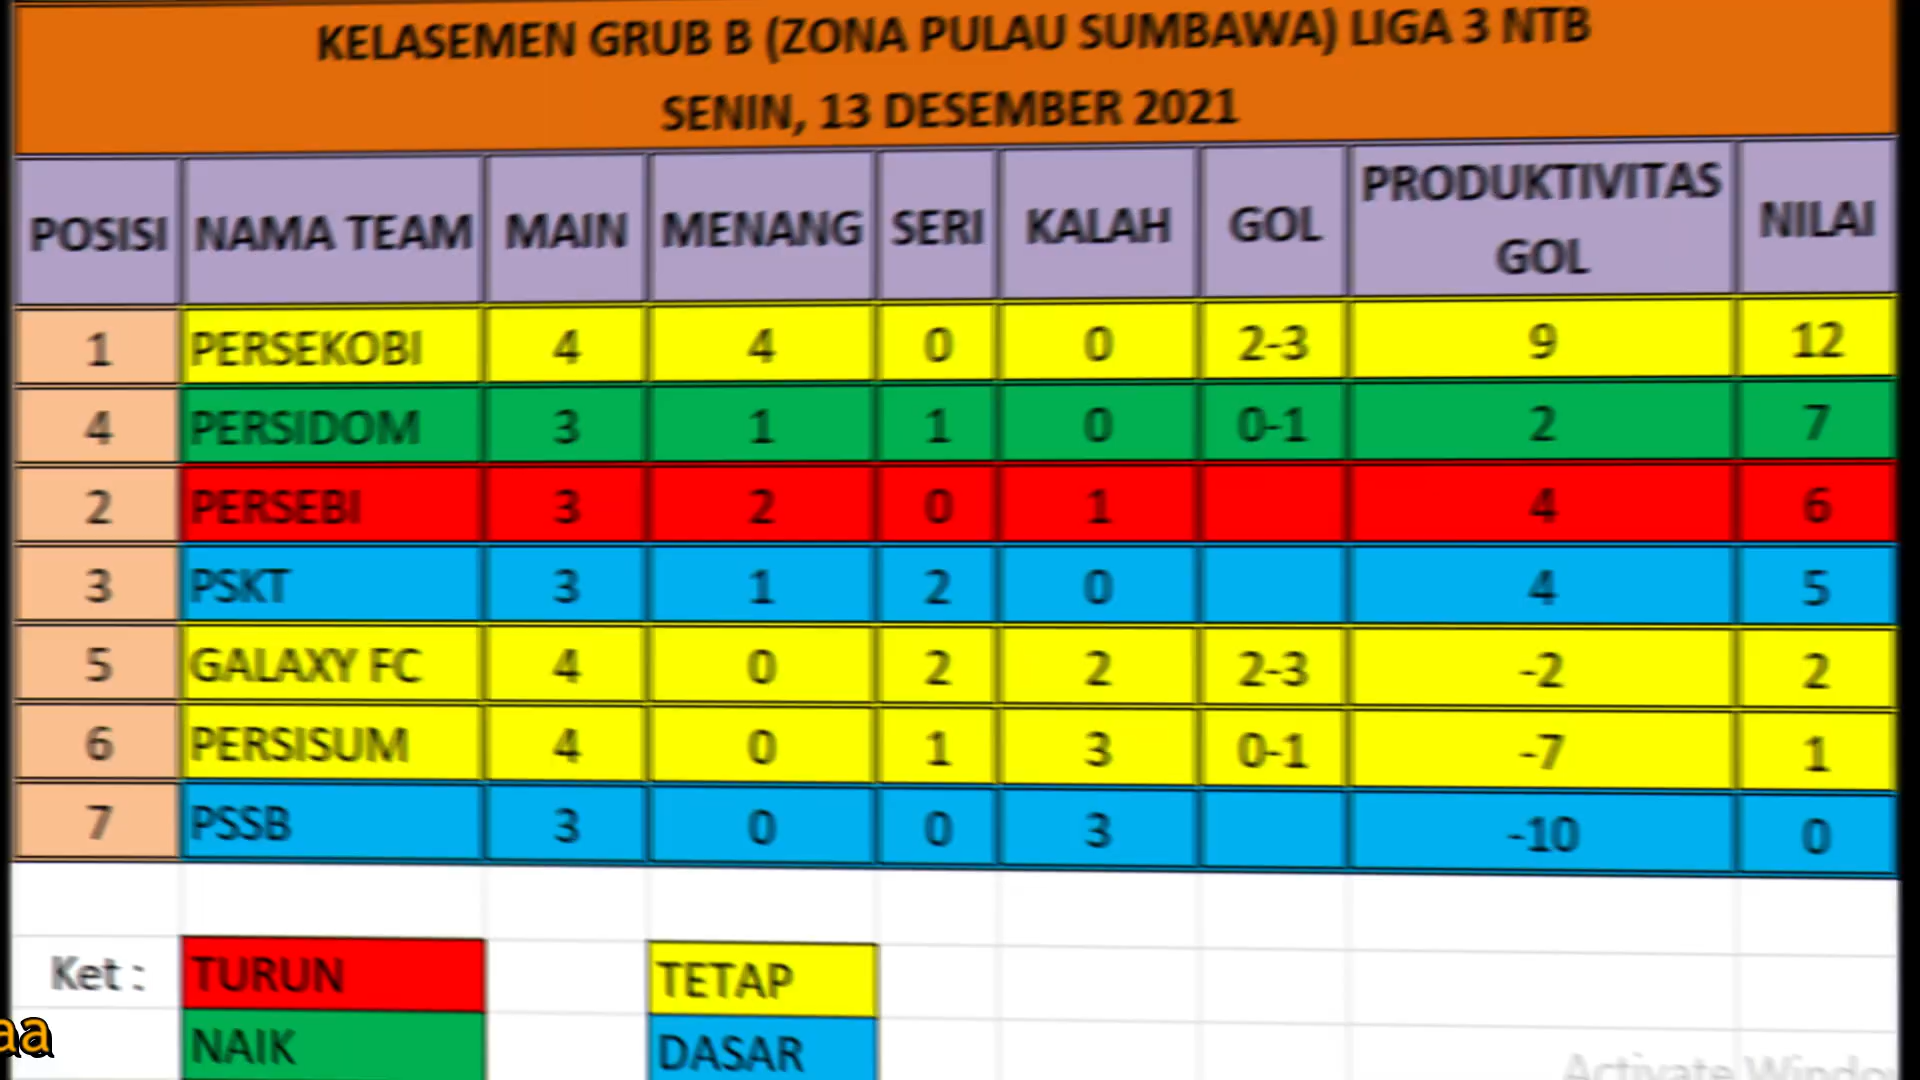 KELASEMEN GRUB B (ZONA PULAU SUMBAWA) LIGA 3 NTB
SENIN, 13 DESEMBER 2021
POSISI NAMA TEAM MAIN MENANG SERI KALAH GOL PRODUKTIVITAS GOL NILAI
1 PERSEKOBI 4 4 0 0 2-3 9 12
4 PERSIDOM 3 1 1 0 0-1 2 7
2 PERSEBI 3 2 0 1 4 6
3 PSKT 3 1 2 0 4 5
5 GALAXY FC 4 0 2 2 2-3 -2 2
6 PERSISUM 4 0 1 3 0-1 -7 1
7 PSSB 3 0 0 3 -10 0
Ket : TURUN TETAP
aa
NAIK DASAR
Activate